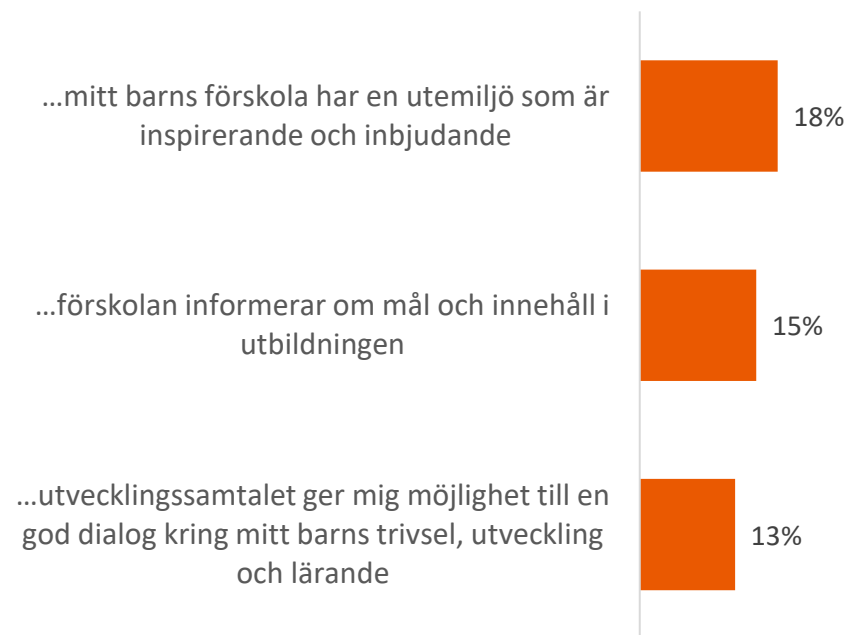 ...mitt barns förskola har en utemiljö som är
inspirerande och inbjudande
18%
...förskolan informerar om mål och innehåll i
utbildningen
15%
...utvecklingssamtalet ger mig möjlighet till en
god dialog kring mitt barns trivsel, utveckling
och lärande
13%